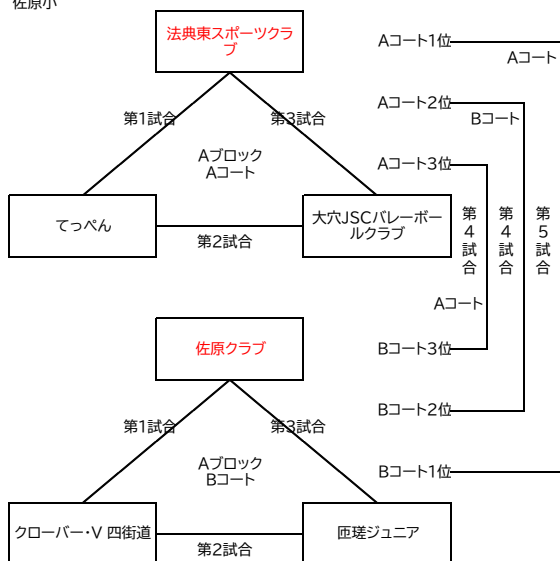 佐原小
法典東スポーツクラ
ブ
Aコート1位
Aコート
第1試合
第3試合
Aコート2位
Bコート
Aブロック
Aコート
Aコート3位
てっぺん
大穴JSCバレーボー
ルクラブ
第2試合
第4試合
第4試合
第5試合
Aコート
佐原クラブ
Bコート3位
第1試合
第3試合
Bコート2位
Aブロック
Bコート
Bコート1位
クローバー・V 四街道
匝瑳ジュニア
第2試合